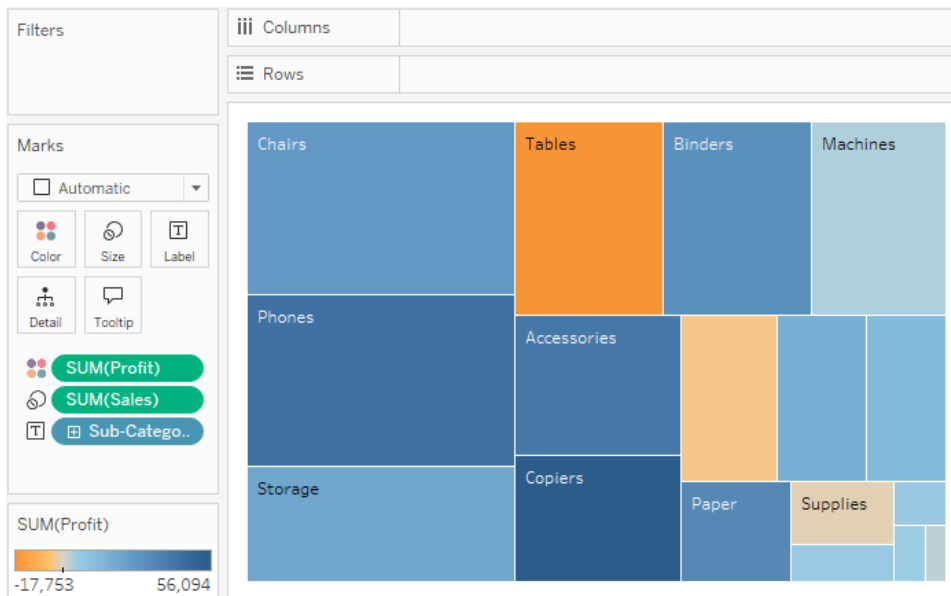 Filters
Columns
Rows
Marks
Automatic
Color
Size
Label
Detail
Tooltip
SUM(Profit)
SUM(Sales)
Sub-Catego..
SUM(Profit)
-17,753
56,094
Chairs
Tables
Binders
Machines
Phones
Accessories
Storage
Copiers
Paper
Supplies